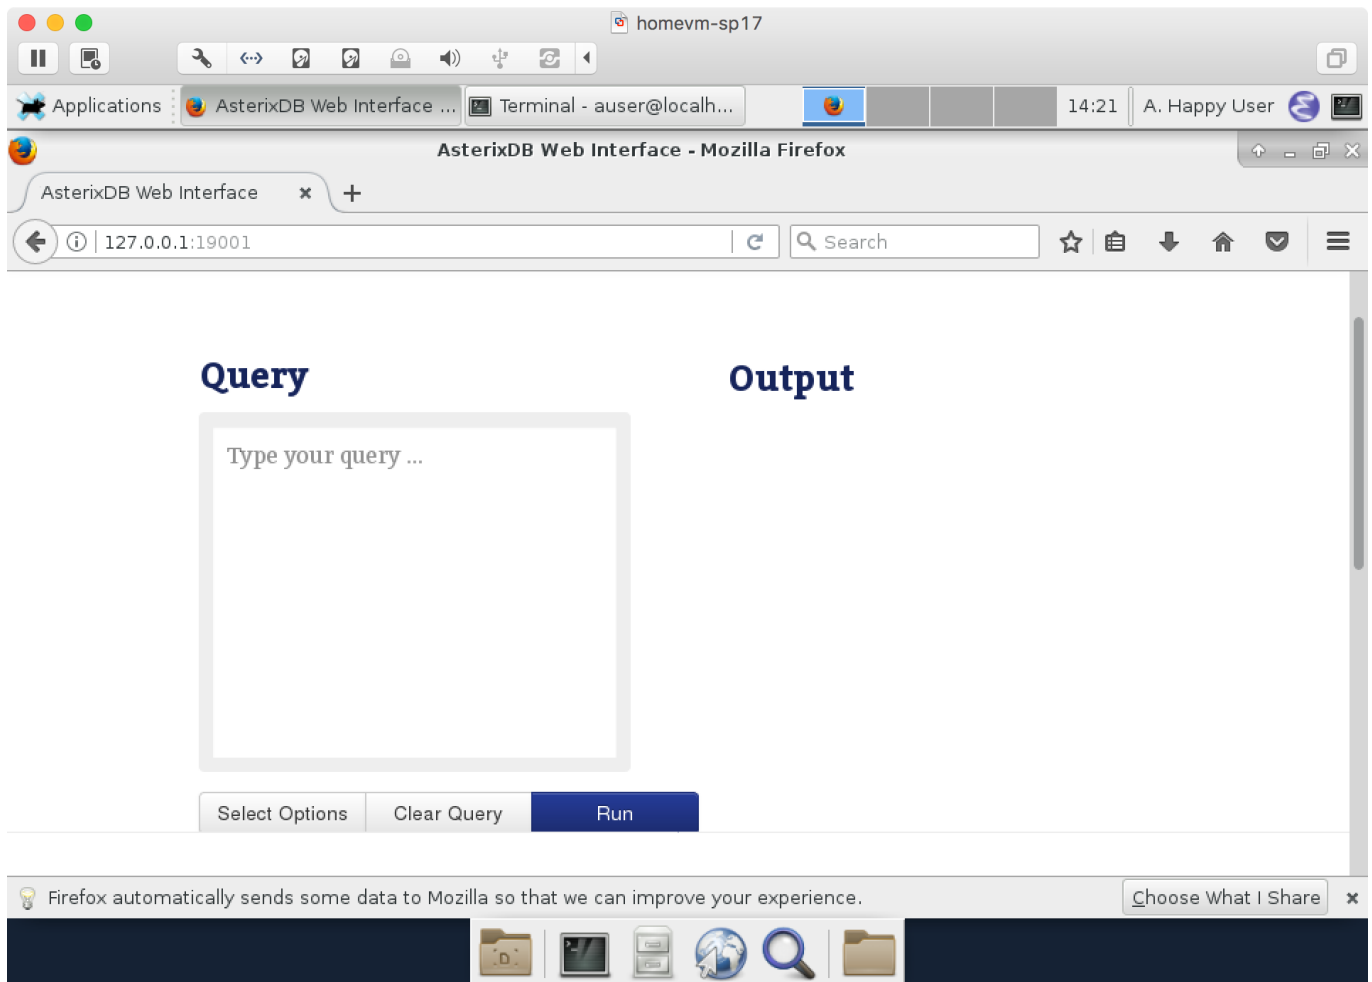 homevm-sp17
Applications
AsterixDB Web Interface ...
Terminal - auser@localh...
14:21
A. Happy User
AsterixDB Web Interface - Mozilla Firefox
AsterixDB Web Interface
127.0.0.1:19001
Search
Query
Output
Type your query ...
Select Options
Clear Query
Run
Firefox automatically sends some data to Mozilla so that we can improve your experience.
Choose What I Share
D